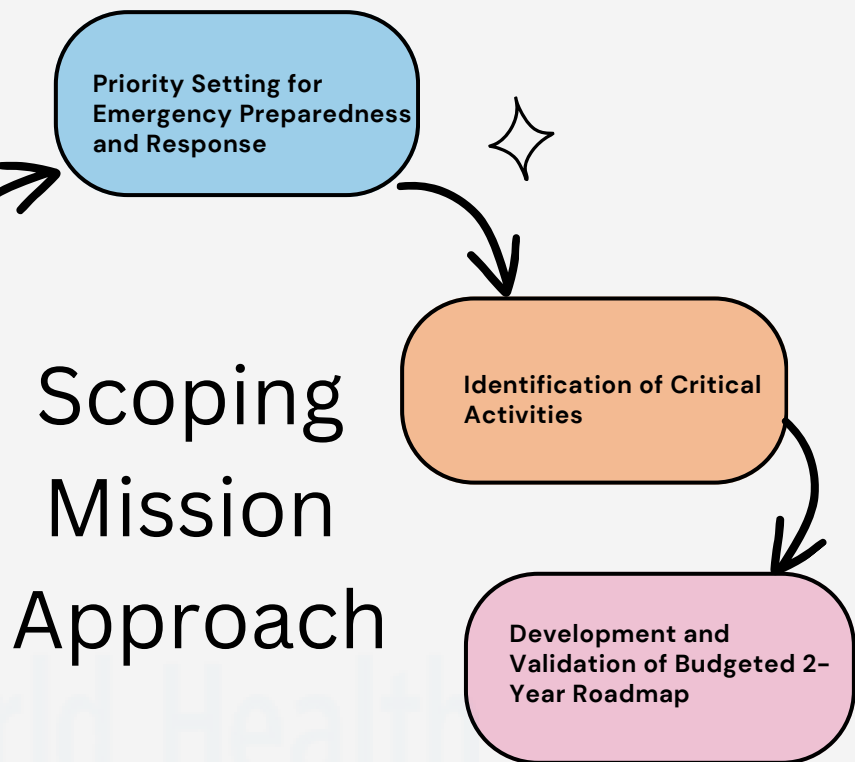 Priority Setting for
Emergency Preparedness
and Response
Identification of Critical
Activities
Scoping
Mission
Approach
Development and
Validation of Budgeted 2-
Year Roadmap
Health